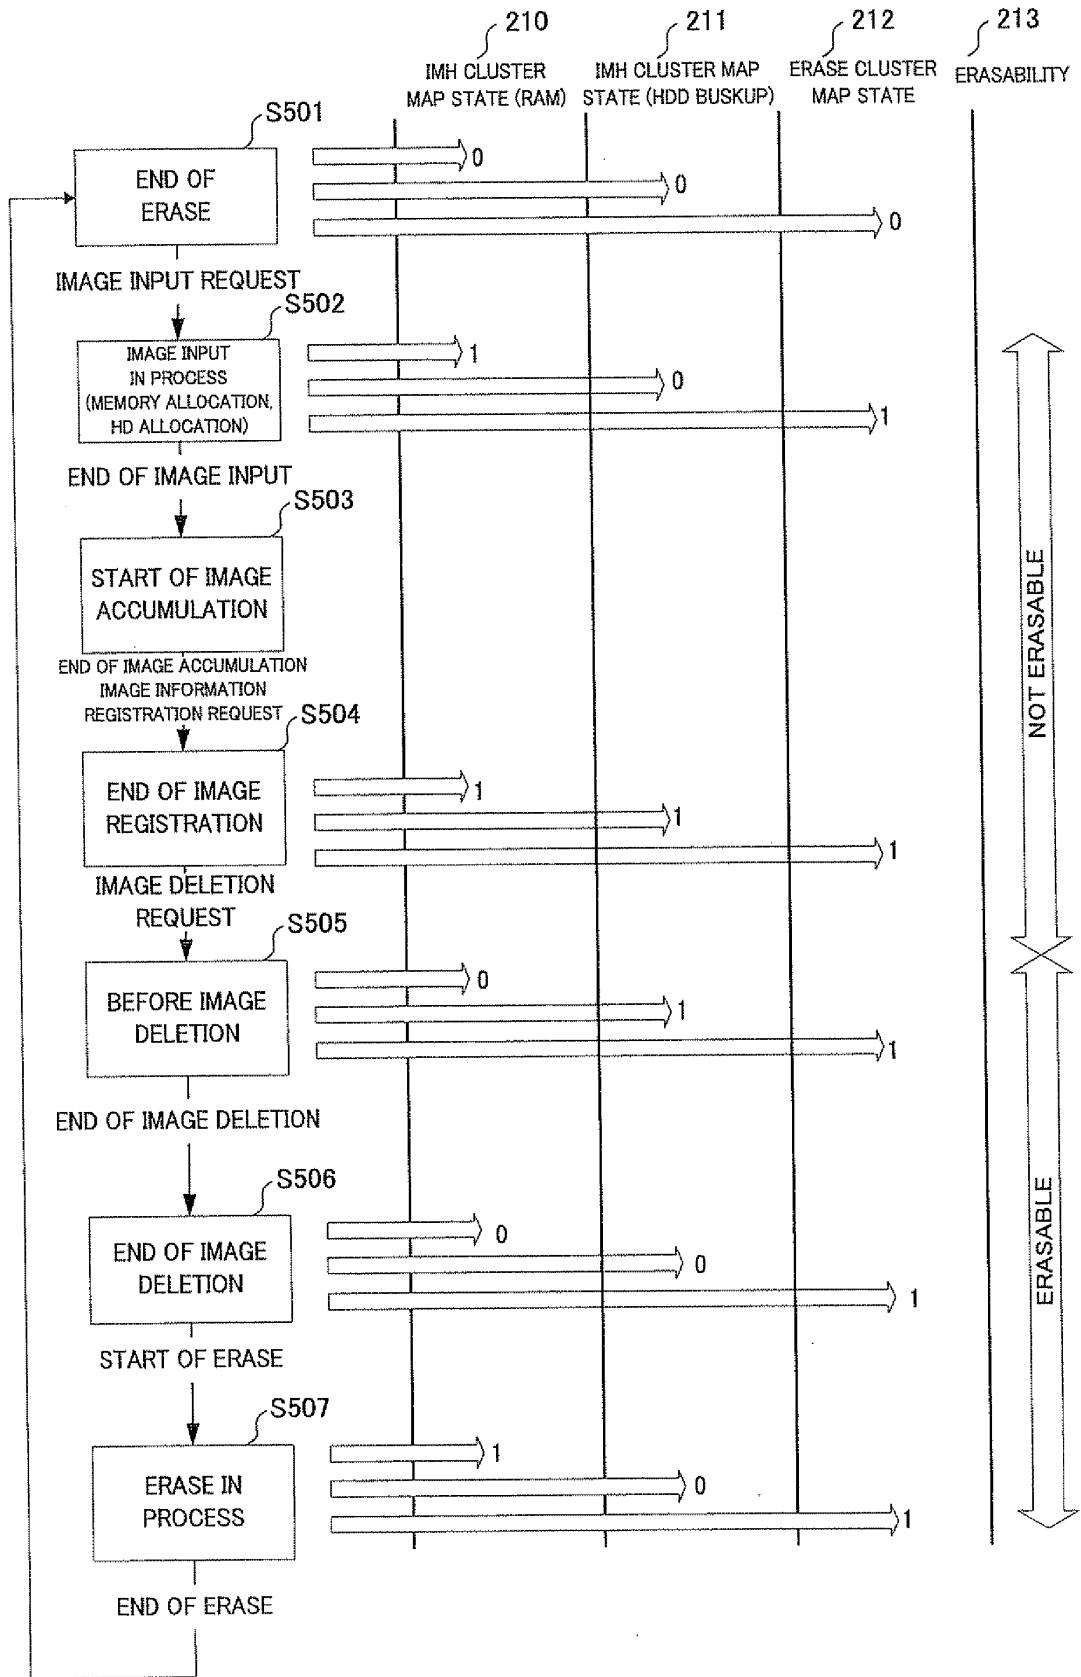 210
211
212
213
IMH CLUSTER
MAP STATE (RAM)
IMH CLUSTER MAP
STATE (HDD BUSKUP)
ERASE CLUSTER
MAP STATE
ERASABILITY
S501
END OF
ERASE
0
0
0
IMAGE INPUT REQUEST
S502
IMAGE INPUT
IN PROCESS
(MEMORY ALLOCATION,
HD ALLOCATION)
1
0
1
END OF IMAGE INPUT
S503
START OF IMAGE
ACCUMULATION
END OF IMAGE ACCUMULATION
IMAGE INFORMATION
REGISTRATION REQUEST
S504
END OF IMAGE
REGISTRATION
1
1
1
NOT ERASABLE
IMAGE DELETION
REQUEST
S505
BEFORE IMAGE
DELETION
0
1
1
END OF IMAGE DELETION
S506
END OF IMAGE
DELETION
0
0
1
ERASABLE
START OF ERASE
S507
ERASE IN
PROCESS
1
0
1
END OF ERASE